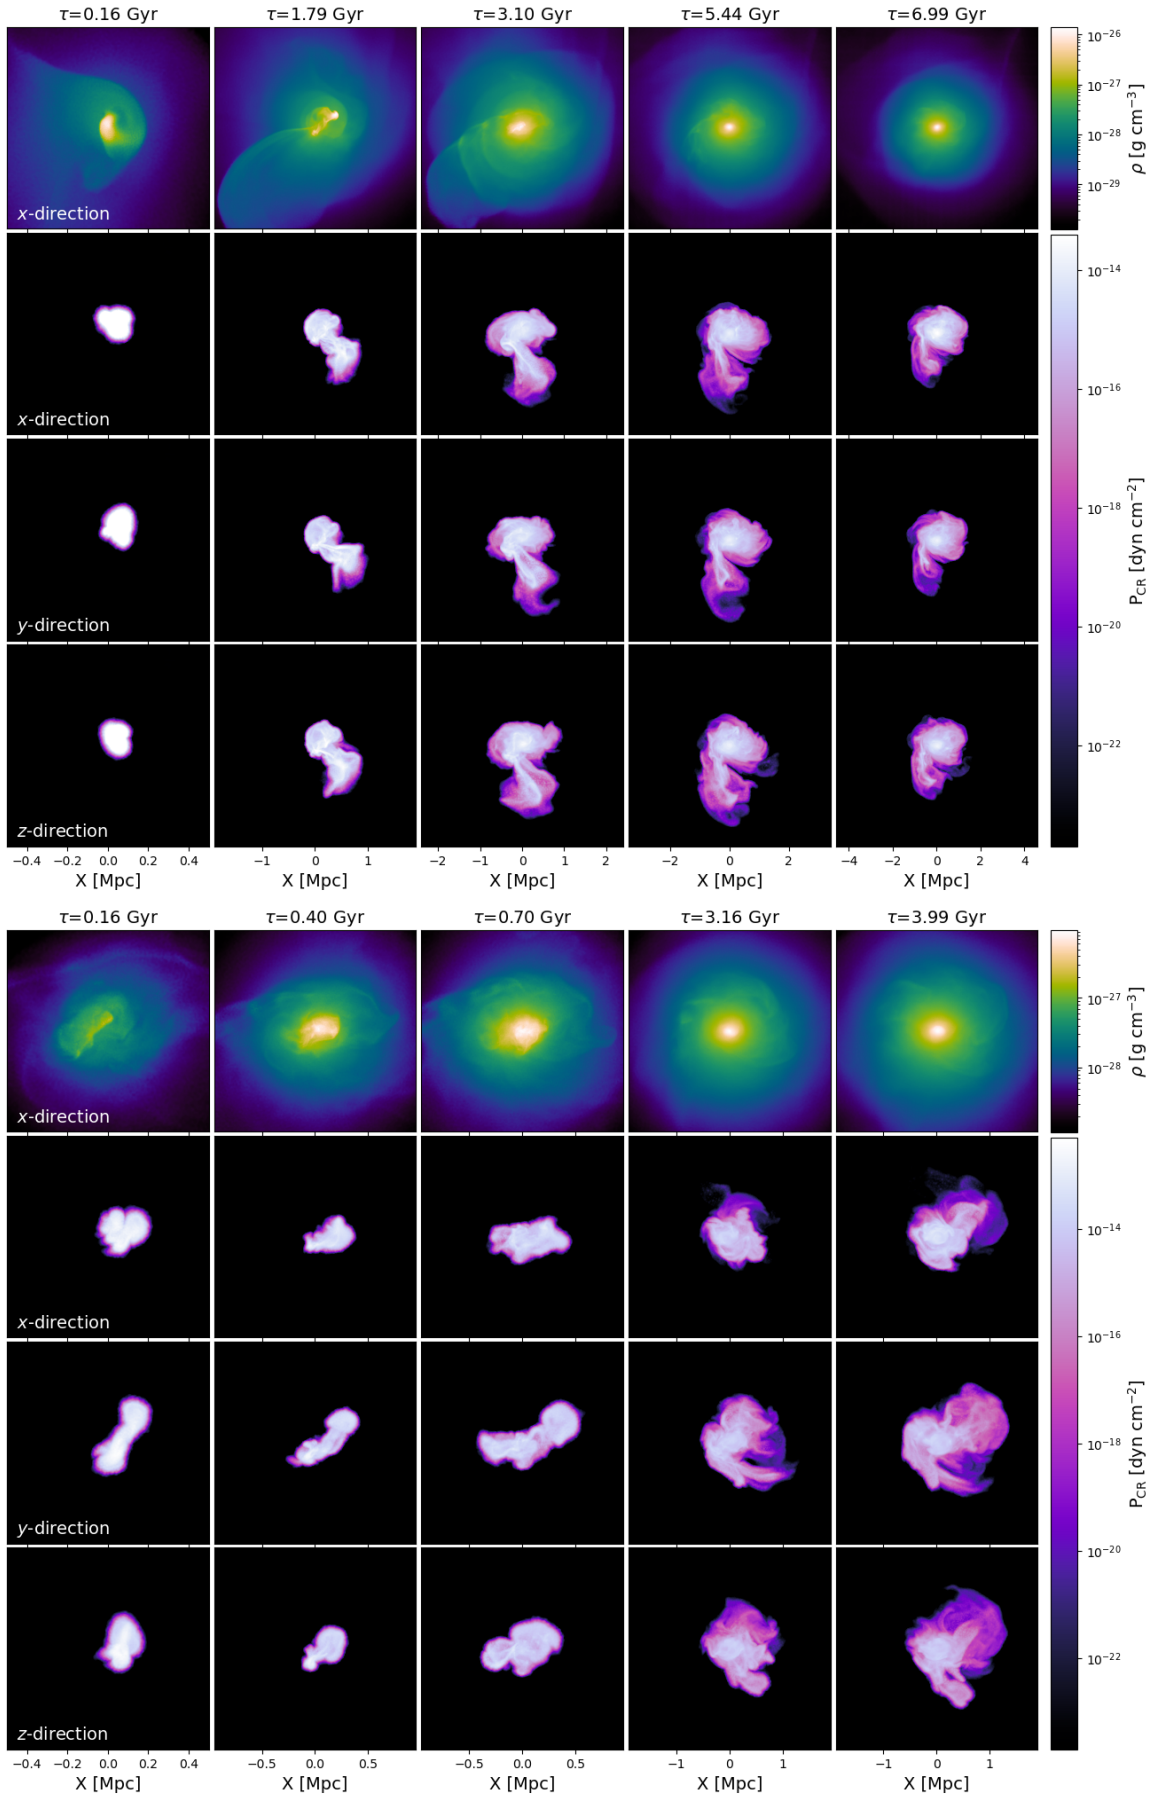 τ=0.16 Gyr τ=1.79 Gyr τ=3.10 Gyr τ=5.44 Gyr τ=6.99 Gyr
10⁻²⁶
10⁻²⁷
10⁻²⁸
10⁻²⁹
ρ [g cm⁻³]
x-direction
10⁻¹⁴
x-direction
10⁻¹⁶
10⁻¹⁸
10⁻²⁰
P_CR [dyn cm⁻²]
y-direction
10⁻²²
z-direction
−0.4 −0.2 0.0 0.2 0.4 −1 0 1 −2 −1 0 1 2 −2 0 2 −4 −2 0 2 4
X [Mpc] X [Mpc] X [Mpc] X [Mpc] X [Mpc]
τ=0.16 Gyr τ=0.40 Gyr τ=0.70 Gyr τ=3.16 Gyr τ=3.99 Gyr
10⁻²⁷
10⁻²⁸
ρ [g cm⁻³]
x-direction
10⁻¹⁴
x-direction
10⁻¹⁶
10⁻¹⁸
P_CR [dyn cm⁻²]
y-direction
10⁻²⁰
10⁻²²
z-direction
−0.4 −0.2 0.0 0.2 0.4 −0.5 0.0 0.5 −0.5 0.0 0.5 −1 0 1 −1 0 1
X [Mpc] X [Mpc] X [Mpc] X [Mpc] X [Mpc]